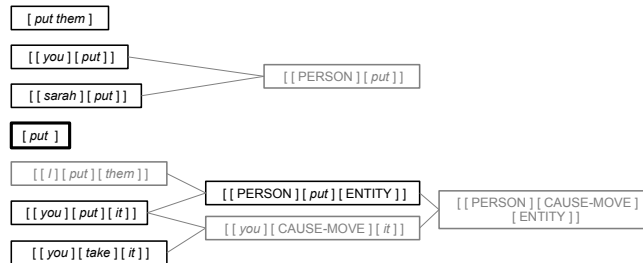 [ put them ]
[ [ you ] [ put ] ]
[ [ PERSON ] [ put ] ]
[ [ sarah ] [ put ] ]
[ put ]
[ [ I ] [ put ] [ them ] ]
[ [ PERSON ] [ put ] [ ENTITY ] ]
[ [ you ] [ put ] [ it ] ]
[ [ PERSON ] [ CAUSE-MOVE ]
[ ENTITY ] ]
[ [ you ] [ CAUSE-MOVE ] [ it ] ]
[ [ you ] [ take ] [ it ] ]